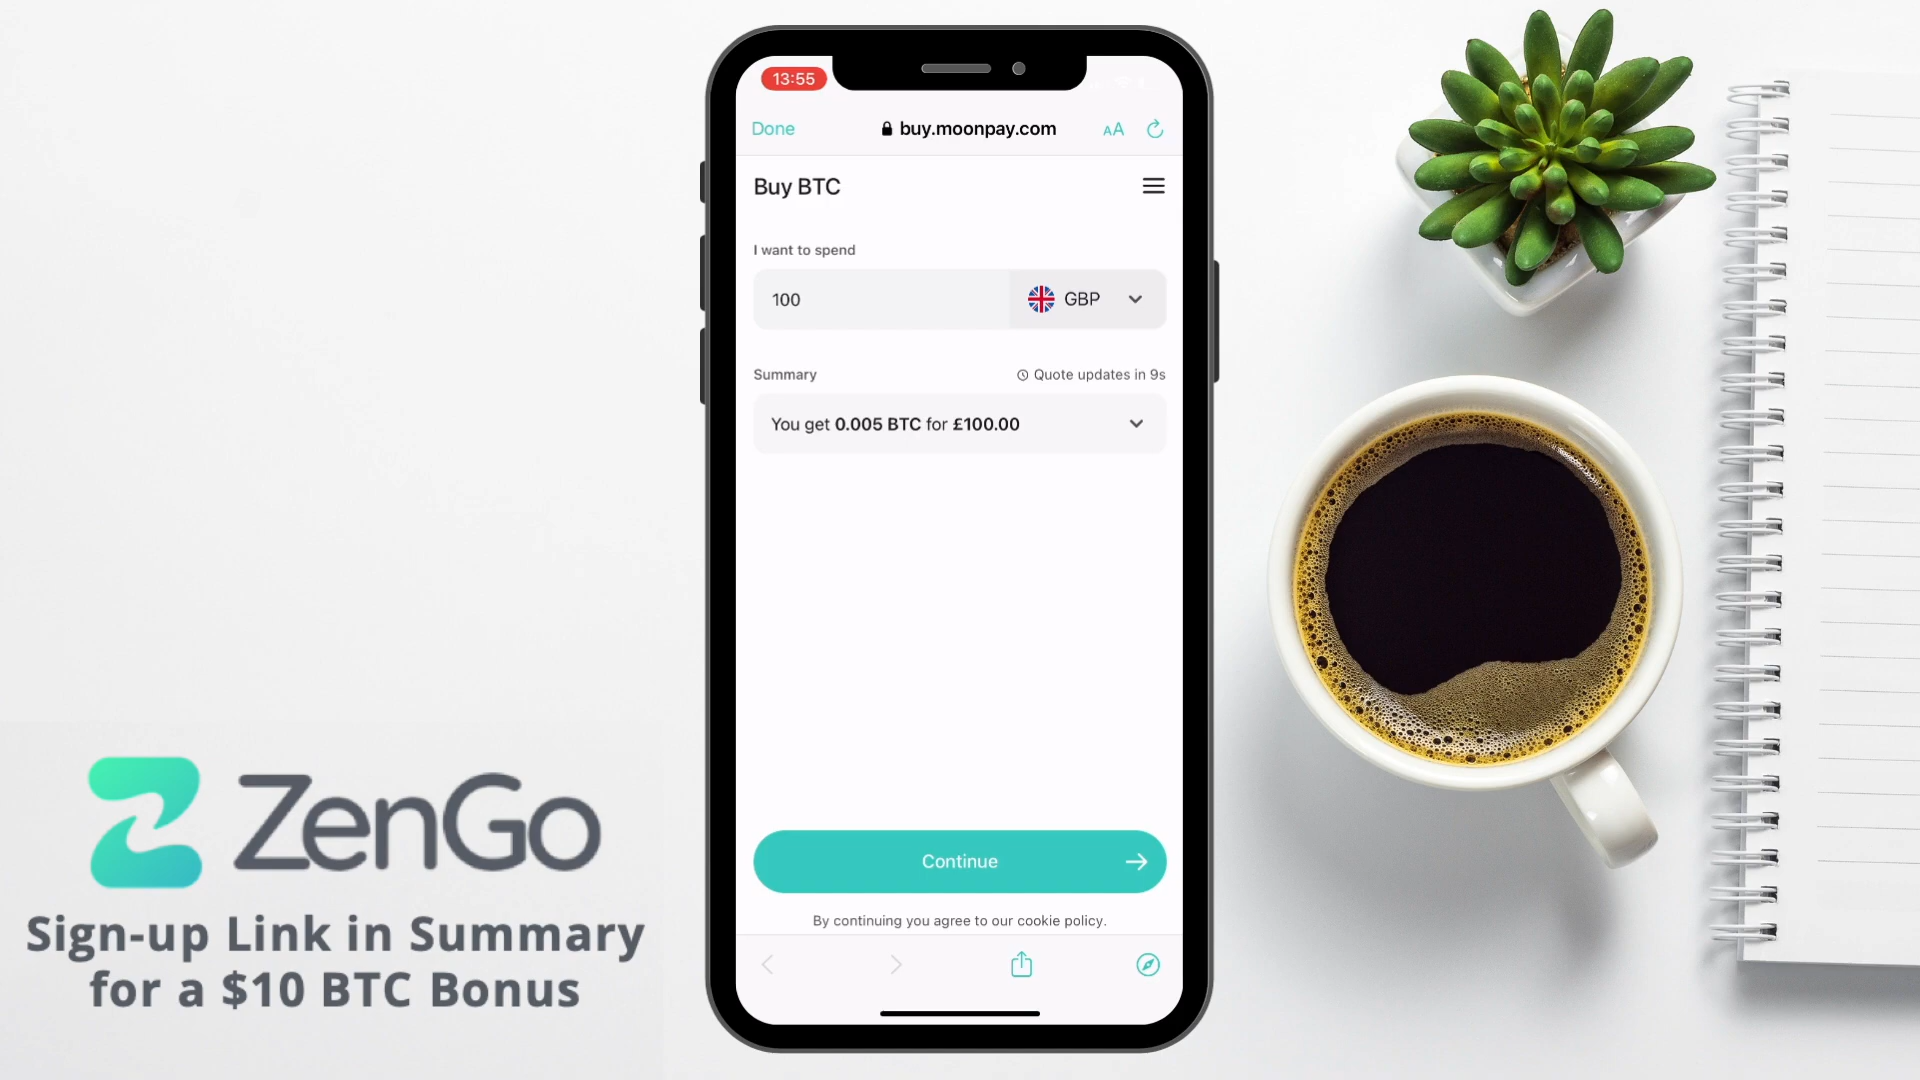 13:55
Done
buy.moonpay.com
AA
Buy BTC
I want to spend
100
GBP
Summary
Quote updates in 9s
You get 0.005 BTC for £100.00
Continue
By continuing you agree to our cookie policy.
ZenGo
Sign-up Link in Summary
for a $10 BTC Bonus